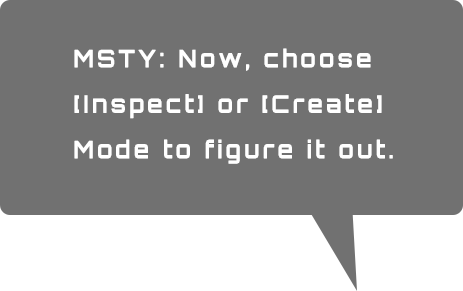 MSTY: Now, choose
[Inspect] or [Create]
Mode to figure it out.